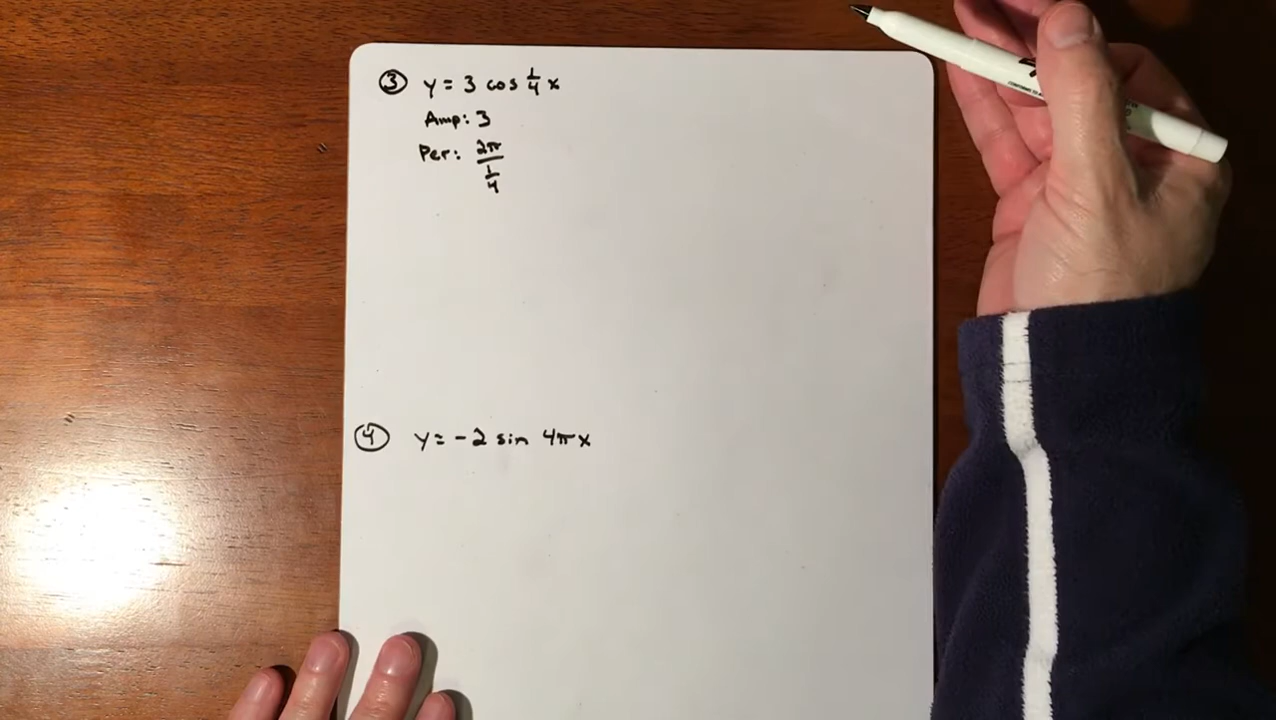 ③ y = 3 cos 1/4 x
Amp: 3
Per: 2π / 1/4
④ y = -2 sin 4πx